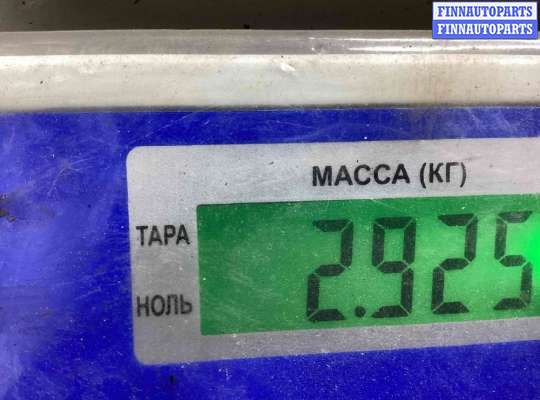 FINNAUTOPARTS
FINNAUTOPARTS
МАССА (КГ)
ТАРА
2.925
НОЛЬ